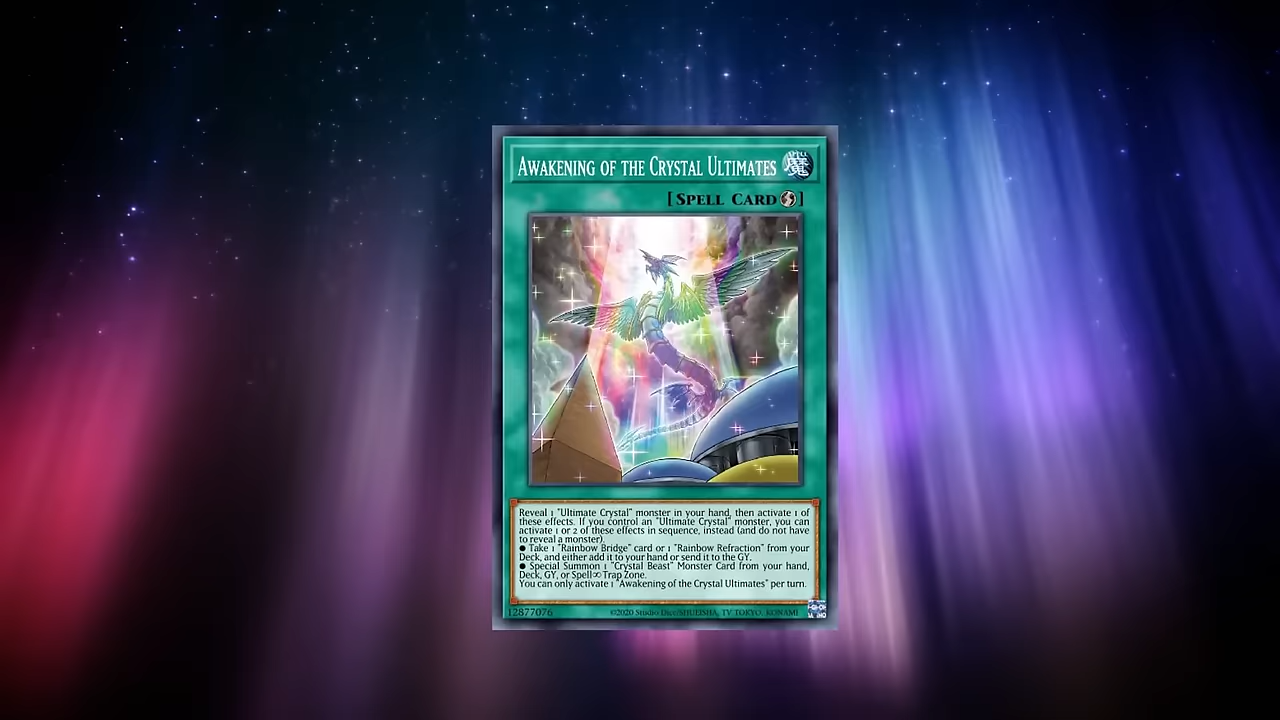 AWAKENING OF THE CRYSTAL ULTIMATES 魔
[SPELL CARD]
Reveal 1 "Ultimate Crystal" monster in your hand, then activate 1 of
these effects. If you control an "Ultimate Crystal" monster, you can
activate 1 or 2 of these effects in sequence, instead (and do not have
to reveal a monster).
● Take 1 "Rainbow Bridge" card or 1 "Rainbow Refraction" from your
Deck, and either add it to your hand or send it to the GY.
● Special Summon 1 "Crystal Beast" Monster Card from your hand,
Deck, GY, or Spell∞Trap Zone.
You can only activate 1 "Awakening of the Crystal Ultimates" per turn.
12877076 ©2020 Studio Dice/SHUEISHA, TV TOKYO, KONAMI